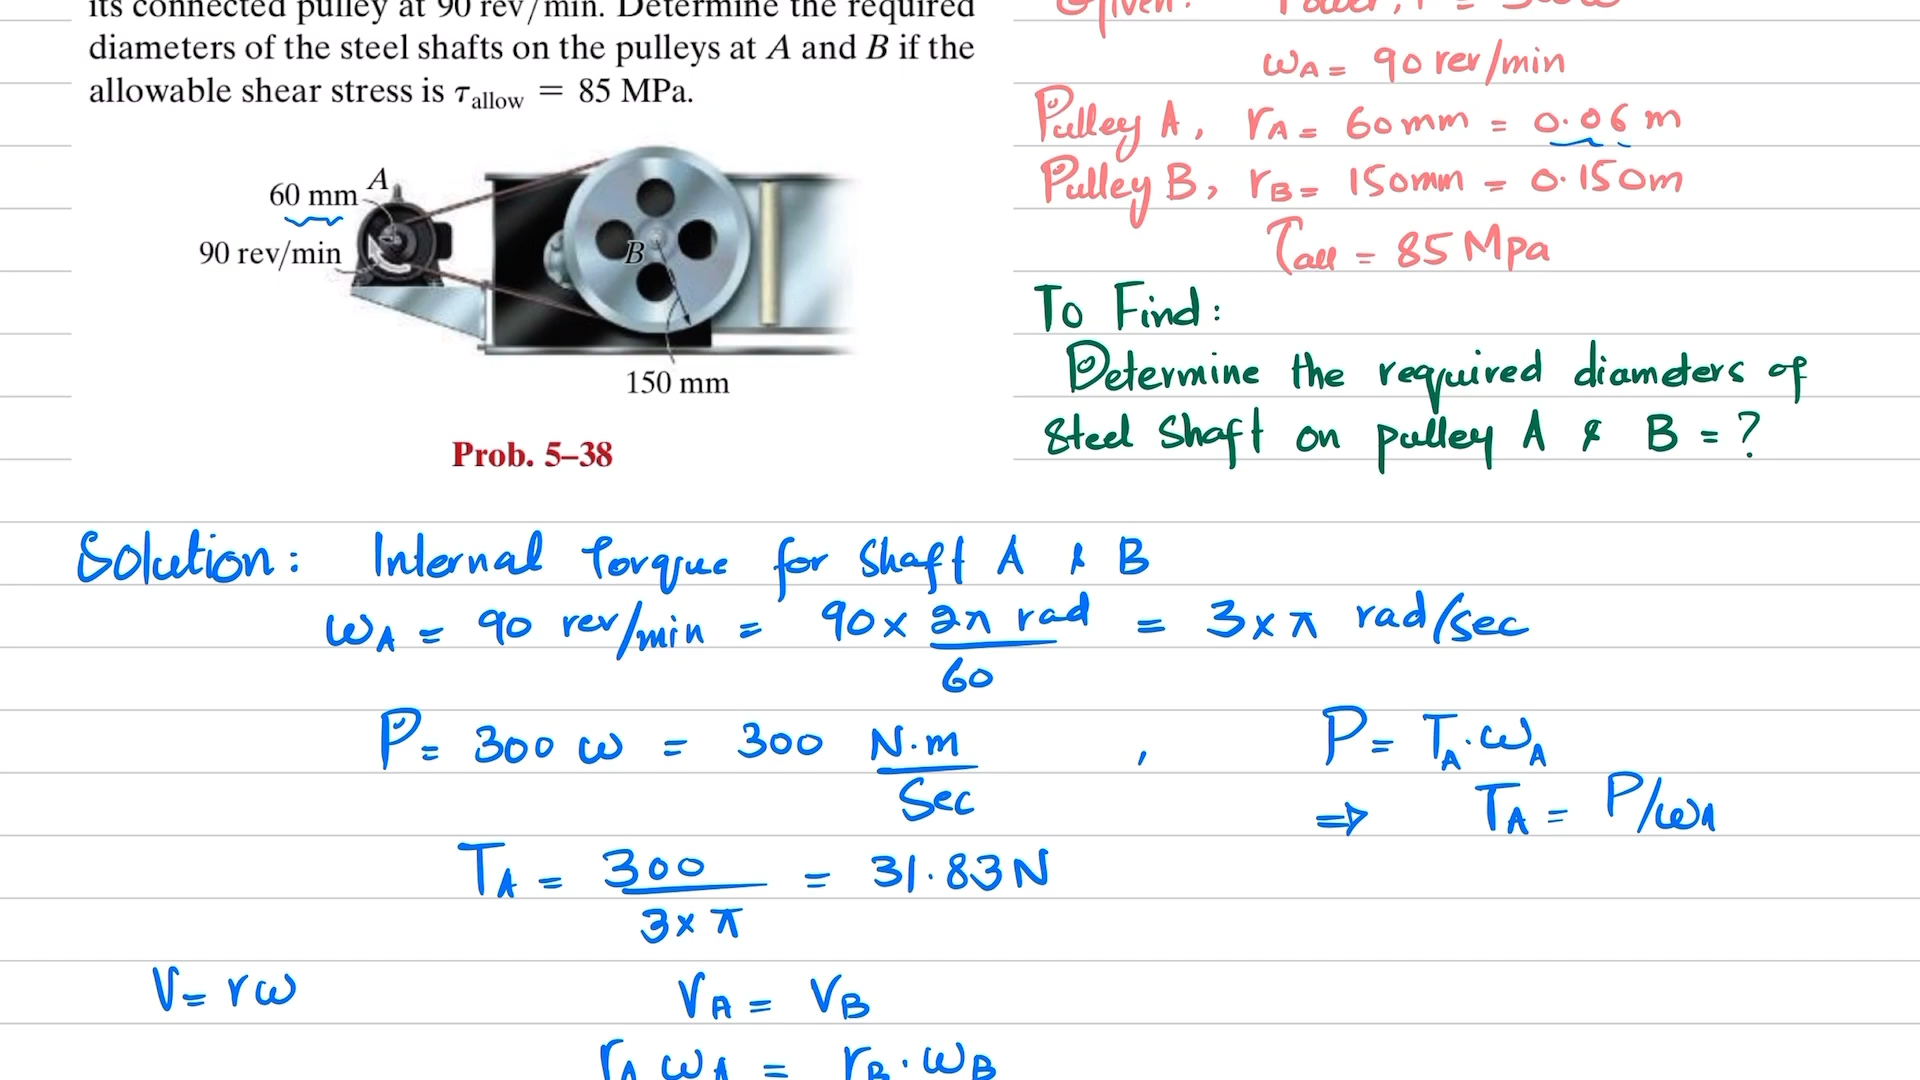 its connected pulley at 90 rev/min. Determine the required
diameters of the steel shafts on the pulleys at A and B if the
allowable shear stress is τallow = 85 MPa.
60 mm
A
90 rev/min
B
150 mm
Prob. 5–38
Given: Power, P = 300W
ωA = 90 rev/min
Pulley A, rA = 60mm = 0.06 m
Pulley B, rB = 150mm = 0.150m
τall = 85 Mpa
To Find:
Determine the required diameters of
Steel Shaft on pulley A & B = ?
Solution: Internal Torque for Shaft A & B
ωA = 90 rev/min = 90 x 2π rad / 60 = 3 x π rad/sec
P = 300 ω = 300 N.m / Sec , P = TA.ωA
⇒ TA = P/ωA
TA = 300 / 3 x π = 31.83N
V = rω VA = VB
rA ωA = rB . ωB